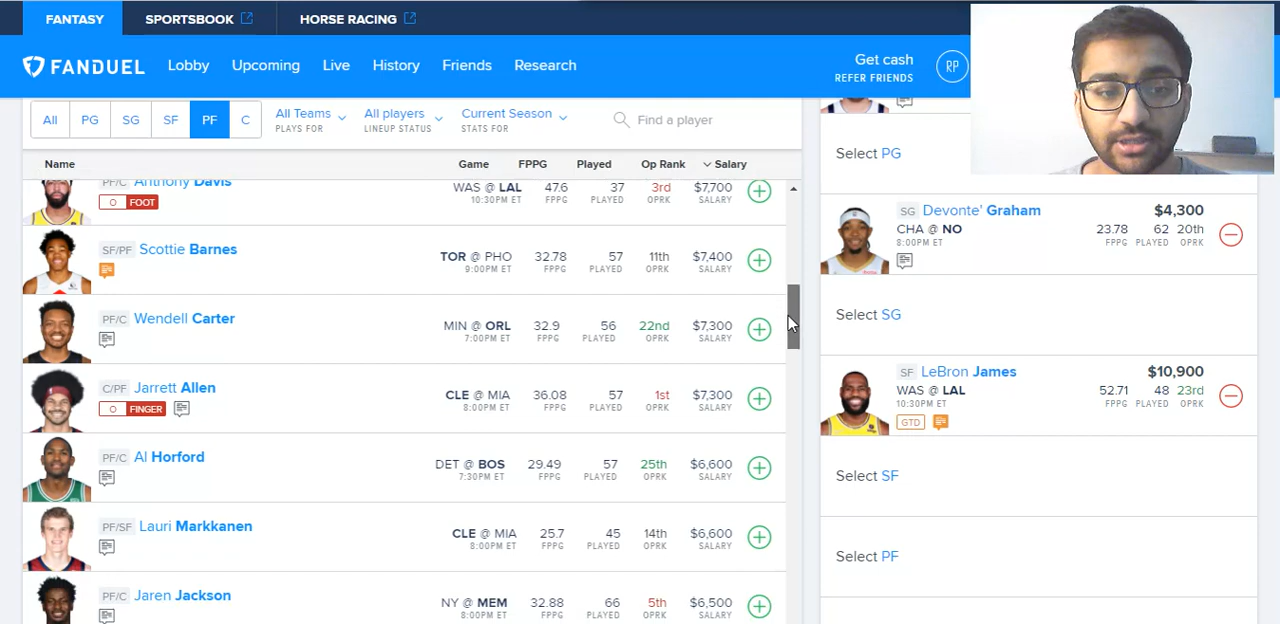 FANTASY SPORTSBOOK HORSE RACING
FANDUEL Lobby Upcoming Live History Friends Research Get cash RP
REFER FRIENDS
All PG SG SF PF C All Teams All players Current Season Find a player
PLAYS FOR LINEUP STATUS STATS FOR
Name Game FPPG Played Op Rank Salary
PF/C Anthony Davis WAS @ LAL 47.6 37 3rd $7,700
O FOOT 10:30PM ET FPPG PLAYED OPRK SALARY
SF/PF Scottie Barnes TOR @ PHO 32.78 57 11th $7,400
9:00PM ET FPPG PLAYED OPRK SALARY
PF/C Wendell Carter MIN @ ORL 32.9 56 22nd $7,300
7:00PM ET FPPG PLAYED OPRK SALARY
C/PF Jarrett Allen CLE @ MIA 36.08 57 1st $7,300
O FINGER 8:00PM ET FPPG PLAYED OPRK SALARY
PF/C Al Horford DET @ BOS 29.49 57 25th $6,600
7:30PM ET FPPG PLAYED OPRK SALARY
PF/SF Lauri Markkanen CLE @ MIA 25.7 45 14th $6,600
8:00PM ET FPPG PLAYED OPRK SALARY
PF/C Jaren Jackson NY @ MEM 32.88 66 5th $6,500
8:00PM ET FPPG PLAYED OPRK SALARY
Select PG
SG Devonte' Graham $4,300
CHA @ NO 23.78 62 20th
8:00PM ET FPPG PLAYED OPRK
Select SG
SF LeBron James $10,900
WAS @ LAL 52.71 48 23rd
10:30PM ET FPPG PLAYED OPRK
GTD
Select SF
Select PF